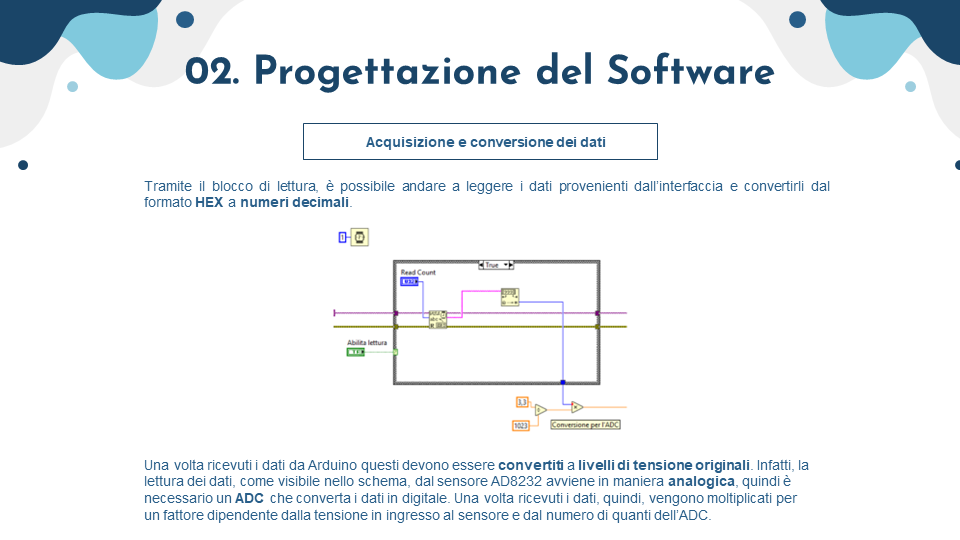 02. Progettazione del Software
Acquisizione e conversione dei dati
Tramite il blocco di lettura, è possibile andare a leggere i dati provenienti dall'interfaccia e convertirli dal
formato HEX a numeri decimali.
1
True
Read Count
Abilita lettura
3,3
1023
Conversione per l'ADC
Una volta ricevuti i dati da Arduino questi devono essere convertiti a livelli di tensione originali. Infatti, la
lettura dei dati, come visibile nello schema, dal sensore AD8232 avviene in maniera analogica, quindi è
necessario un ADC che converta i dati in digitale. Una volta ricevuti i dati, quindi, vengono moltiplicati per
un fattore dipendente dalla tensione in ingresso al sensore e dal numero di quanti dell'ADC.